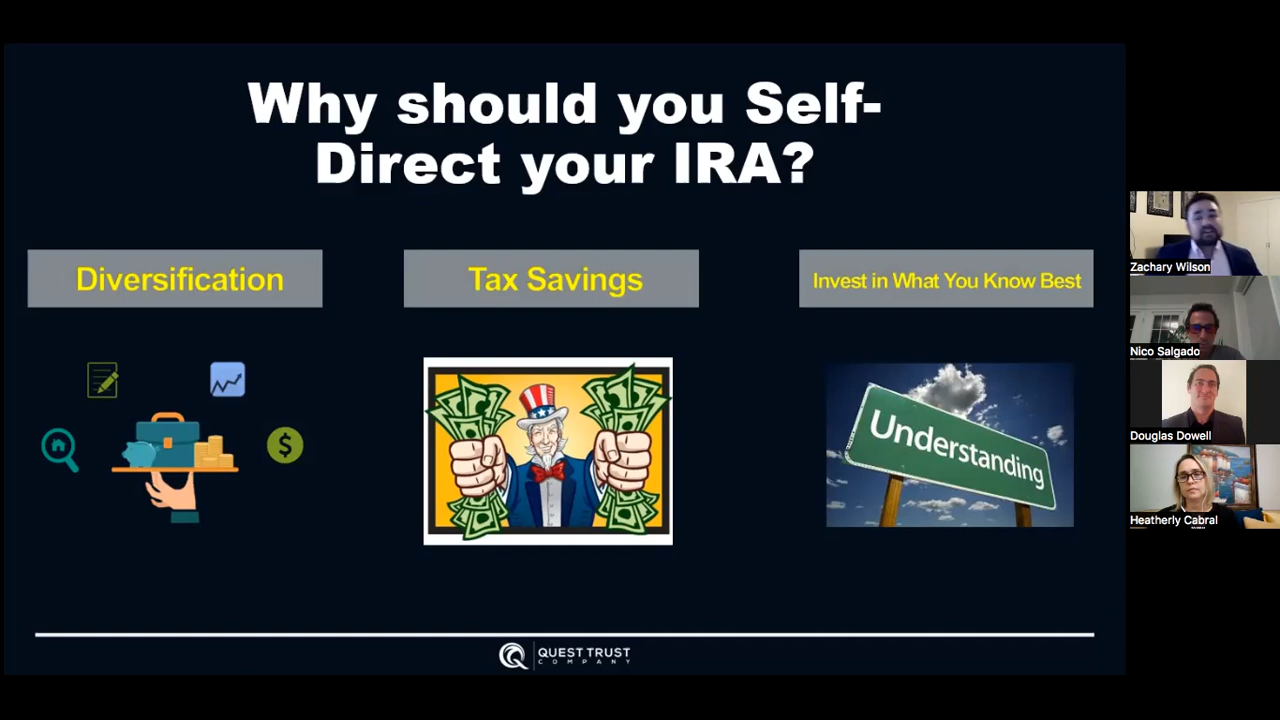 Why should you Self-
Direct your IRA?
Diversification
Tax Savings
Invest in What You Know Best
Understanding
QUEST TRUST
COMPANY
Zachary Wilson
Nico Salgado
Douglas Dowell
Heatherly Cabral